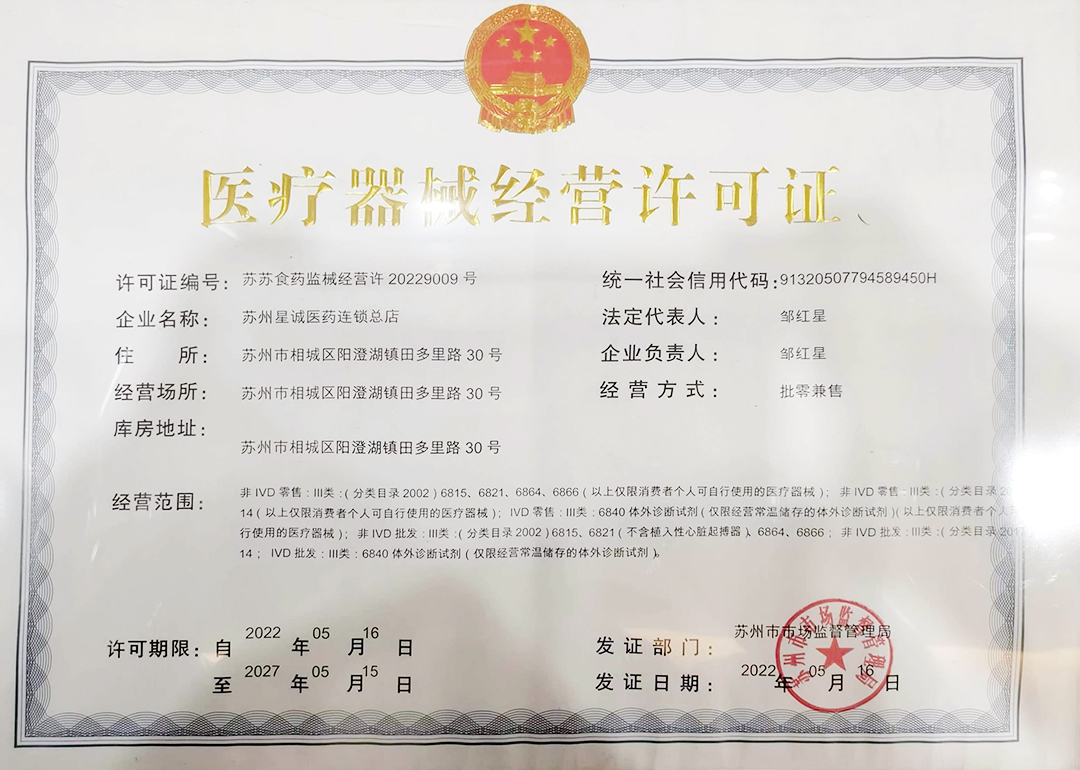 医疗器械经营许可证
许可证编号：苏苏食药监械经营许 20229009 号
统一社会信用代码:91320507794589450H
企业名称：苏州星诚医药连锁总店
法定代表人：邹红星
住 所：苏州市相城区阳澄湖镇田多里路 30 号
企业负责人：邹红星
经营场所：苏州市相城区阳澄湖镇田多里路 30 号
经营方式：批零兼售
库房地址：
苏州市相城区阳澄湖镇田多里路 30 号
经营范围：
非 IVD 零售：III类：（分类目录 2002）6815、6821、6864、6866（以上仅限消费者个人可自行使用的医疗器械）； 非 IVD 零售：III类：（分类目录
14（以上仅限消费者个人可自行使用的医疗器械）； IVD 零售：III类：6840 体外诊断试剂（仅限经营常温储存的体外诊断试剂）（以上仅限消费者个人
行使用的医疗器械）； 非 IVD 批发：III类：（分类目录 2002）6815、6821（不含植入性心脏起搏器）、6864、6866； 非 IVD 批发：III类：（分类目录
14； IVD 批发：III类：6840 体外诊断试剂（仅限经营常温储存的体外诊断试剂）。
许可期限：自 2022 年 05 月 16 日
至 2027 年 05 月 15 日
发证部门：苏州市市场监督管理局
发证日期：2022 年 05 月 16 日
苏州市市场监督管理局